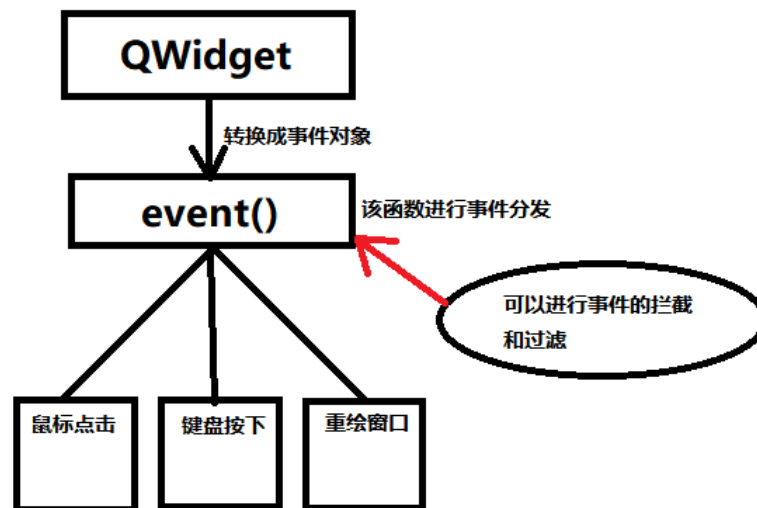 QWidget
转换成事件对象
event()
该函数进行事件分发
可以进行事件的拦截
和过滤
鼠标点击
键盘按下
重绘窗口